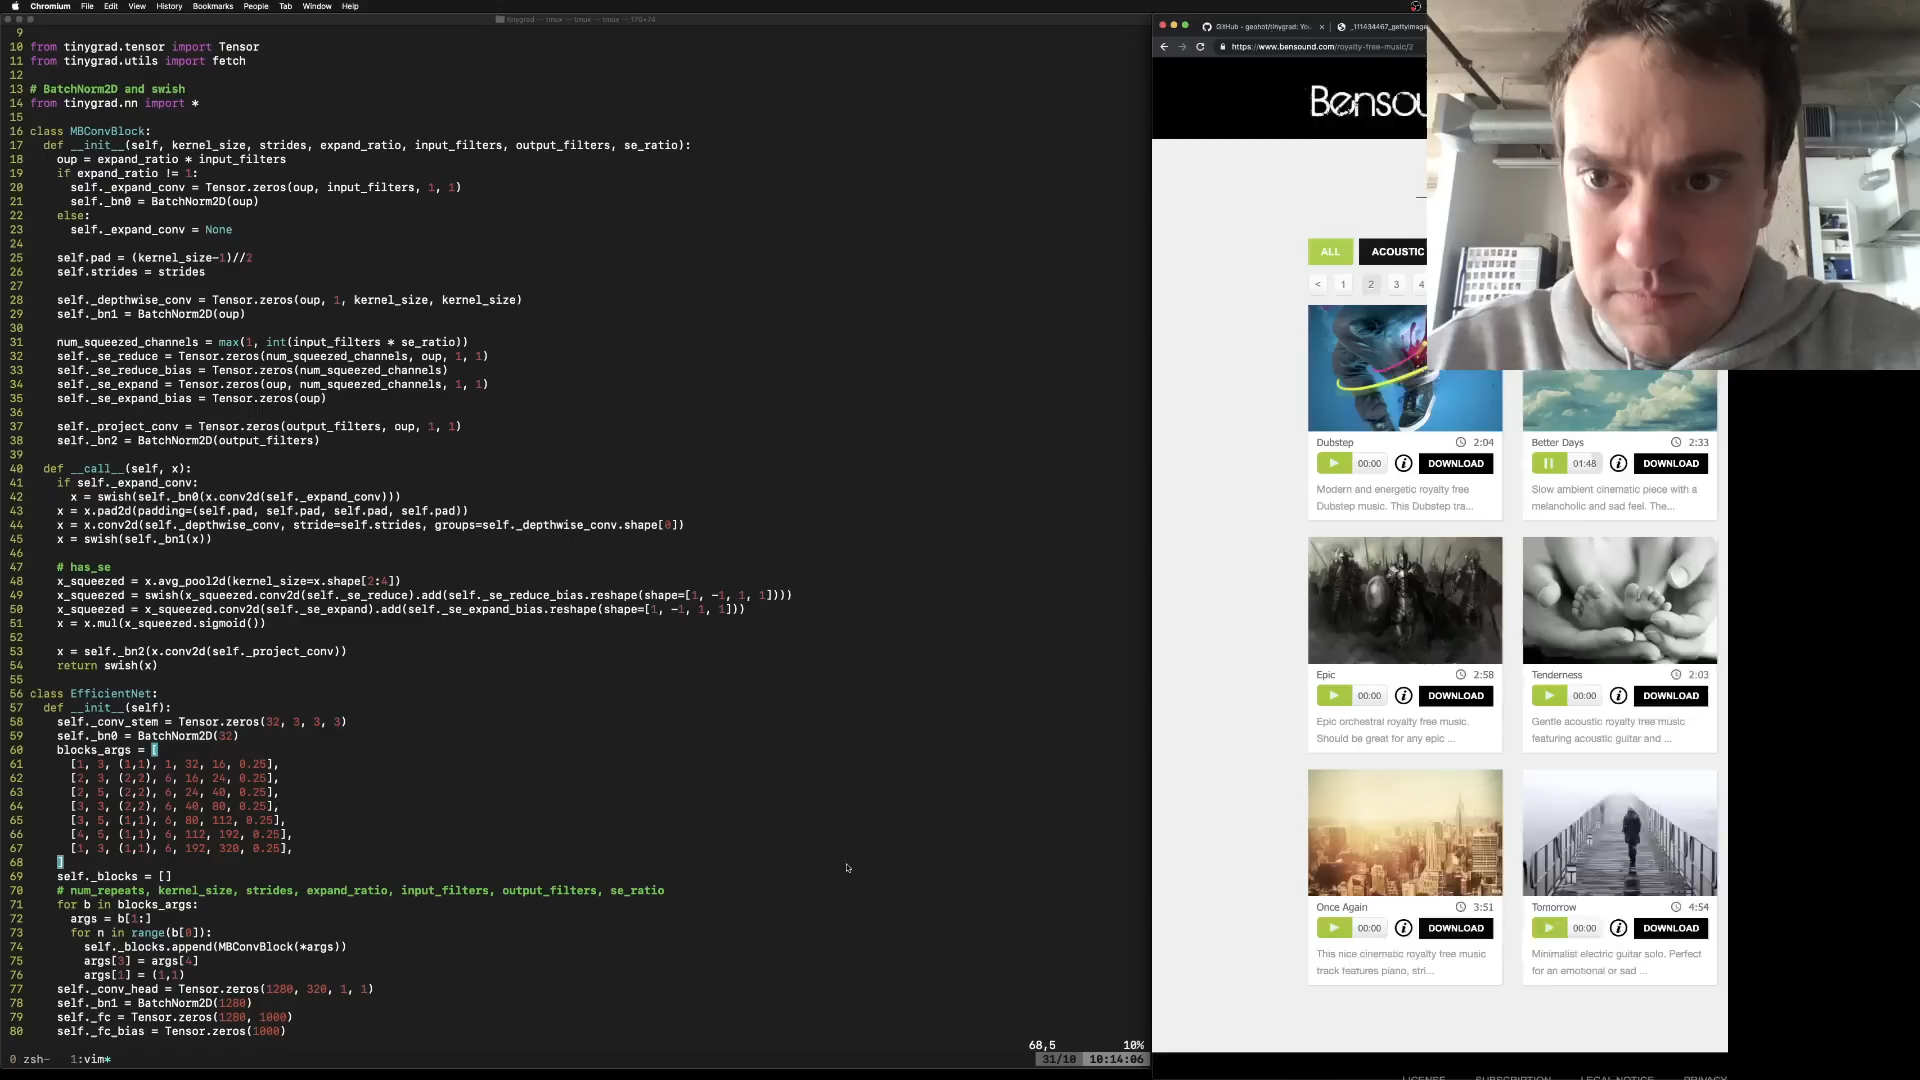 Chromium File Edit View History Bookmarks People Tab Window Help
tinygrad — tmux — tmux — tmux — 179×74
9
10 from tinygrad.tensor import Tensor
11 from tinygrad.utils import fetch
12
13 # BatchNorm2D and swish
14 from tinygrad.nn import *
15
16 class MBConvBlock:
17   def __init__(self, kernel_size, strides, expand_ratio, input_filters, output_filters, se_ratio):
18     oup = expand_ratio * input_filters
19     if expand_ratio != 1:
20       self._expand_conv = Tensor.zeros(oup, input_filters, 1, 1)
21       self._bn0 = BatchNorm2D(oup)
22     else:
23       self._expand_conv = None
24
25     self.pad = (kernel_size-1)//2
26     self.strides = strides
27
28     self._depthwise_conv = Tensor.zeros(oup, 1, kernel_size, kernel_size)
29     self._bn1 = BatchNorm2D(oup)
30
31     num_squeezed_channels = max(1, int(input_filters * se_ratio))
32     self._se_reduce = Tensor.zeros(num_squeezed_channels, oup, 1, 1)
33     self._se_reduce_bias = Tensor.zeros(num_squeezed_channels)
34     self._se_expand = Tensor.zeros(oup, num_squeezed_channels, 1, 1)
35     self._se_expand_bias = Tensor.zeros(oup)
36
37     self._project_conv = Tensor.zeros(output_filters, oup, 1, 1)
38     self._bn2 = BatchNorm2D(output_filters)
39
40   def __call__(self, x):
41     if self._expand_conv:
42       x = swish(self._bn0(x.conv2d(self._expand_conv)))
43     x = x.pad2d(padding=(self.pad, self.pad, self.pad, self.pad))
44     x = x.conv2d(self._depthwise_conv, stride=self.strides, groups=self._depthwise_conv.shape[0])
45     x = swish(self._bn1(x))
46
47     # has_se
48     x_squeezed = x.avg_pool2d(kernel_size=x.shape[2:4])
49     x_squeezed = swish(x_squeezed.conv2d(self._se_reduce).add(self._se_reduce_bias.reshape(shape=[1, -1, 1, 1])))
50     x_squeezed = x_squeezed.conv2d(self._se_expand).add(self._se_expand_bias.reshape(shape=[1, -1, 1, 1]))
51     x = x.mul(x_squeezed.sigmoid())
52
53     x = self._bn2(x.conv2d(self._project_conv))
54     return swish(x)
55
56 class EfficientNet:
57   def __init__(self):
58     self._conv_stem = Tensor.zeros(32, 3, 3, 3)
59     self._bn0 = BatchNorm2D(32)
60     blocks_args = [
61       [1, 3, (1,1), 1, 32, 16, 0.25],
62       [2, 3, (2,2), 6, 16, 24, 0.25],
63       [2, 5, (2,2), 6, 24, 40, 0.25],
64       [3, 3, (2,2), 6, 40, 80, 0.25],
65       [3, 5, (1,1), 6, 80, 112, 0.25],
66       [4, 5, (1,1), 6, 112, 192, 0.25],
67       [1, 3, (1,1), 6, 192, 320, 0.25],
68     ]
69     self._blocks = []
70     # num_repeats, kernel_size, strides, expand_ratio, input_filters, output_filters, se_ratio
71     for b in blocks_args:
72       args = b[1:]
73       for n in range(b[0]):
74         self._blocks.append(MBConvBlock(*args))
75         args[3] = args[4]
76         args[1] = (1,1)
77     self._conv_head = Tensor.zeros(1280, 320, 1, 1)
78     self._bn1 = BatchNorm2D(1280)
79     self._fc = Tensor.zeros(1280, 1000)
80     self._fc_bias = Tensor.zeros(1000)
68,5 10%
0 zsh- 1:vim* 31/10 10:14:06
GitHub - geohot/tinygrad: Yo × _111434467_gettyimage
https://www.bensound.com/royalty-free-music/2
Bensou
ALL ACOUSTIC
< 1 2 3 4
Dubstep 2:04
00:00 i DOWNLOAD
Modern and energetic royalty free
Dubstep music. This Dubstep tra...
Better Days 2:33
01:48 i DOWNLOAD
Slow ambient cinematic piece with a
melancholic and sad feel. The...
Epic 2:58
00:00 i DOWNLOAD
Epic orchestral royalty free music.
Should be great for any epic ...
Tenderness 2:03
00:00 i DOWNLOAD
Gentle acoustic royalty free music
featuring acoustic guitar and ...
Once Again 3:51
00:00 i DOWNLOAD
This nice cinematic royalty free music
track features piano, stri...
Tomorrow 4:54
00:00 i DOWNLOAD
Minimalist electric guitar solo. Perfect
for an emotional or sad ...
LICENSE SUBSCRIPTION LEGAL NOTICE PRIVACY